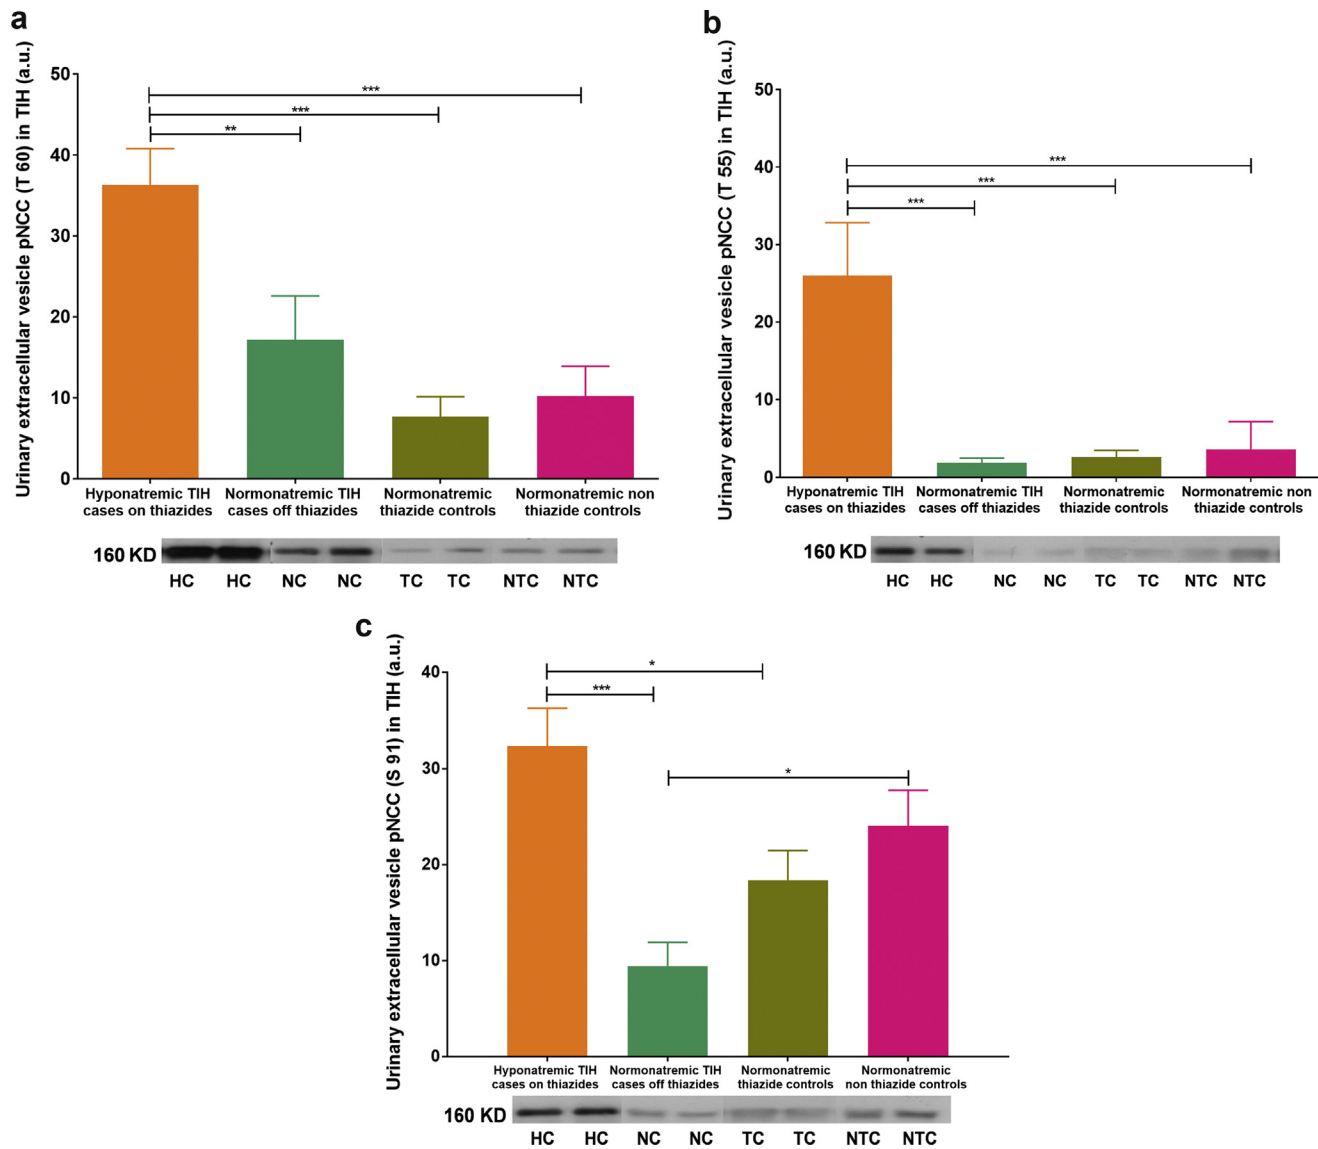 a
Urinary extracellular vesicle pNCC (T 60) in TIH (a.u.)
50
40
30
20
10
0
***
***
**
Hyponatremic TIH
cases on thiazides
Normonatremic TIH
cases off thiazides
Normonatremic
thiazide controls
Normonatremic non
thiazide controls
160 KD
HC HC NC NC TC TC NTC NTC
b
Urinary extracellular vesicle pNCC (T 55) in TIH (a.u.)
50
40
30
20
10
0
***
***
***
Hyponatremic TIH
cases on thiazides
Normonatremic TIH
cases off thiazides
Normonatremic
thiazide controls
Normonatremic non
thiazide controls
160 KD
HC HC NC NC TC TC NTC NTC
c
Urinary extracellular vesicle pNCC (S 91) in TIH (a.u.)
40
30
20
10
0
*
***
*
Hyponatremic TIH
cases on thiazides
Normonatremic TIH
cases off thiazides
Normonatremic
thiazide controls
Normonatremic
non thiazide controls
160 KD
HC HC NC NC TC TC NTC NTC